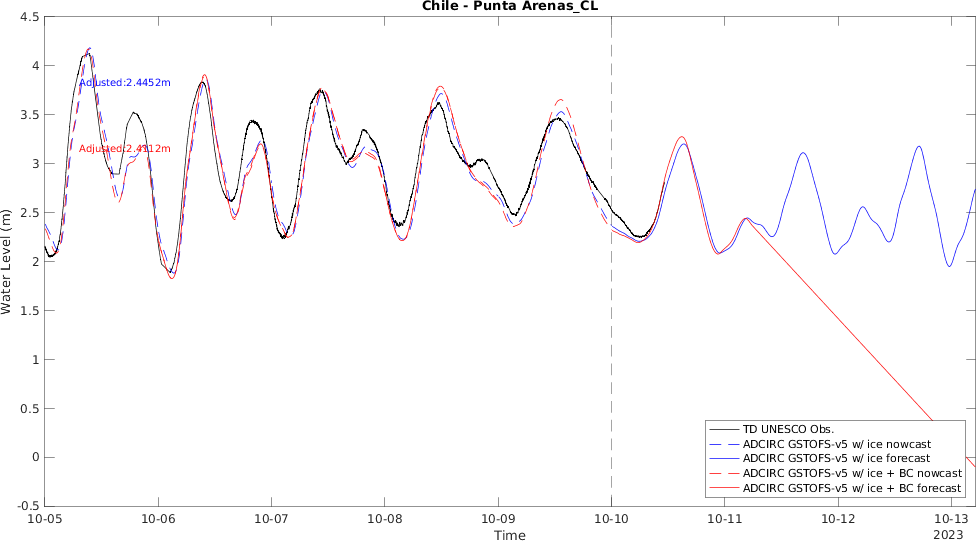 Chile - Punta Arenas_CL
4.5
4
3.5
3
2.5
2
1.5
1
0.5
0
-0.5
Water Level (m)
Adjusted:2.4452m
TD UNESCO Obs.
ADCIRC GSTOFS-v5 w/ ice nowcast
ADCIRC GSTOFS-v5 w/ ice forecast
ADCIRC GSTOFS-v5 w/ ice + BC nowcast
ADCIRC GSTOFS-v5 w/ ice + BC forecast
10-05 10-06 10-07 10-08 10-09 10-10 10-11 10-12 10-13
2023
Time